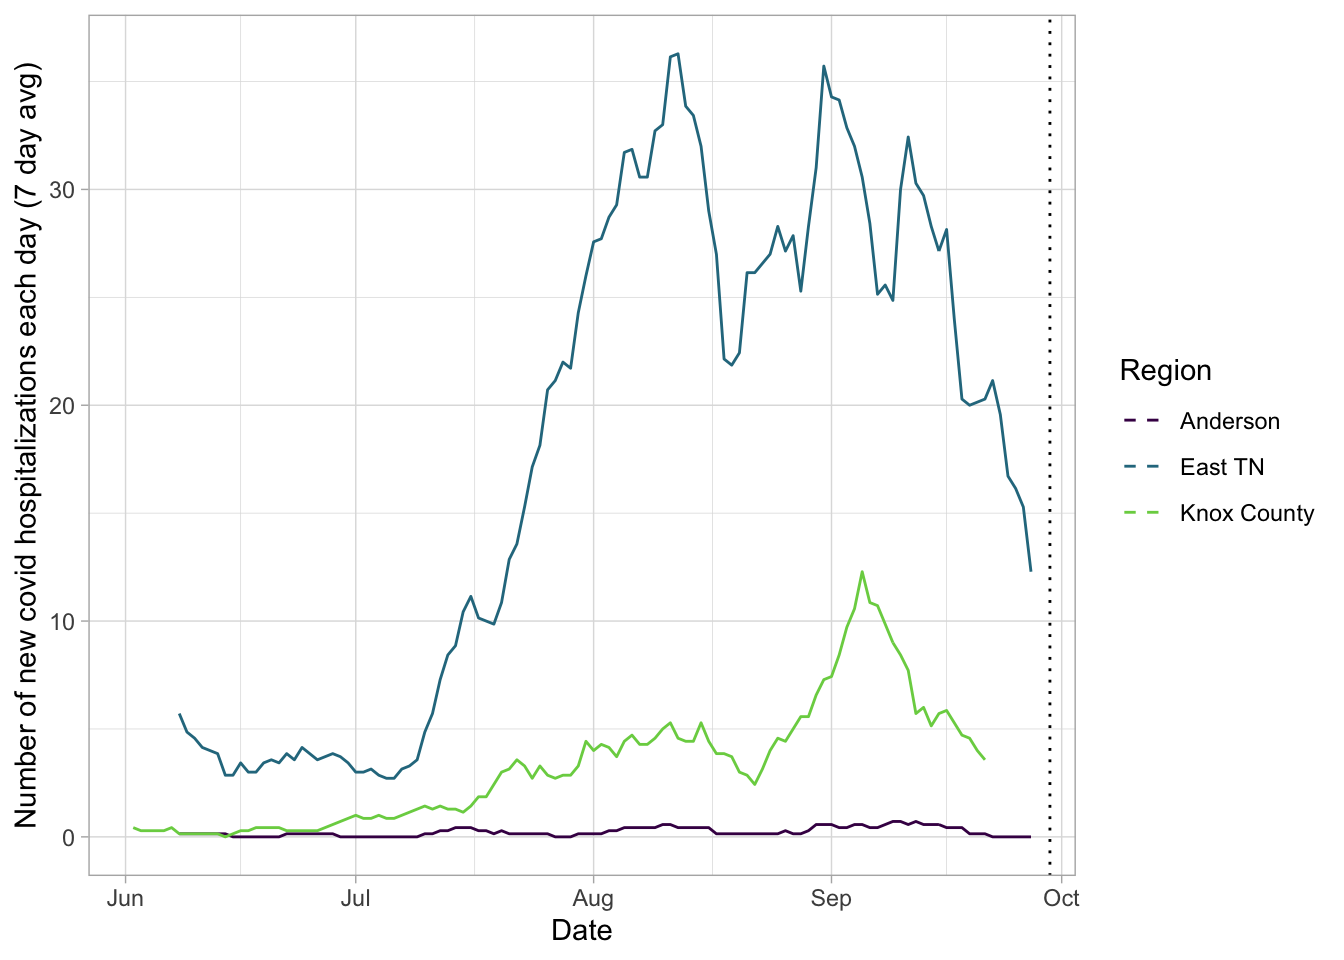 Number of new covid hospitalizations each day (7 day avg)
30
20
10
0
Jun
Jul
Aug
Sep
Oct
Date
Region
Anderson
East TN
Knox County